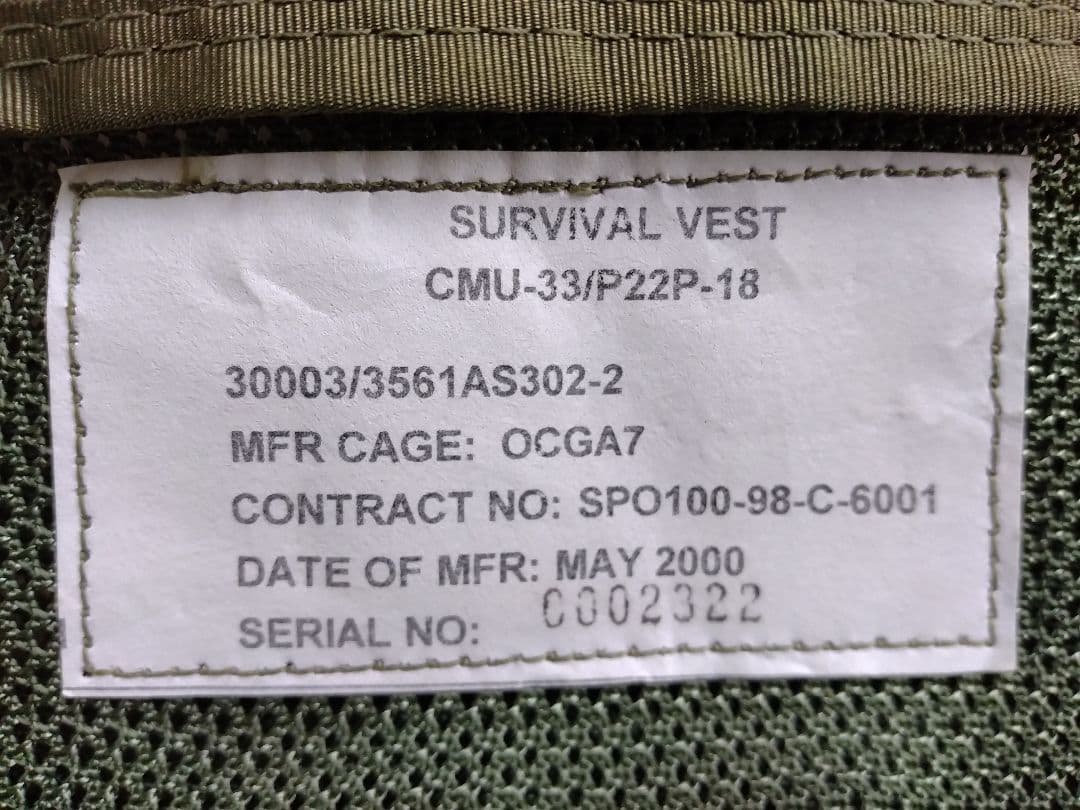 SURVIVAL VEST
CMU-33/P22P-18
30003/3561AS302-2
MFR CAGE: OCGA7
CONTRACT NO: SPO100-98-C-6001
DATE OF MFR: MAY 2000
SERIAL NO: 0002322